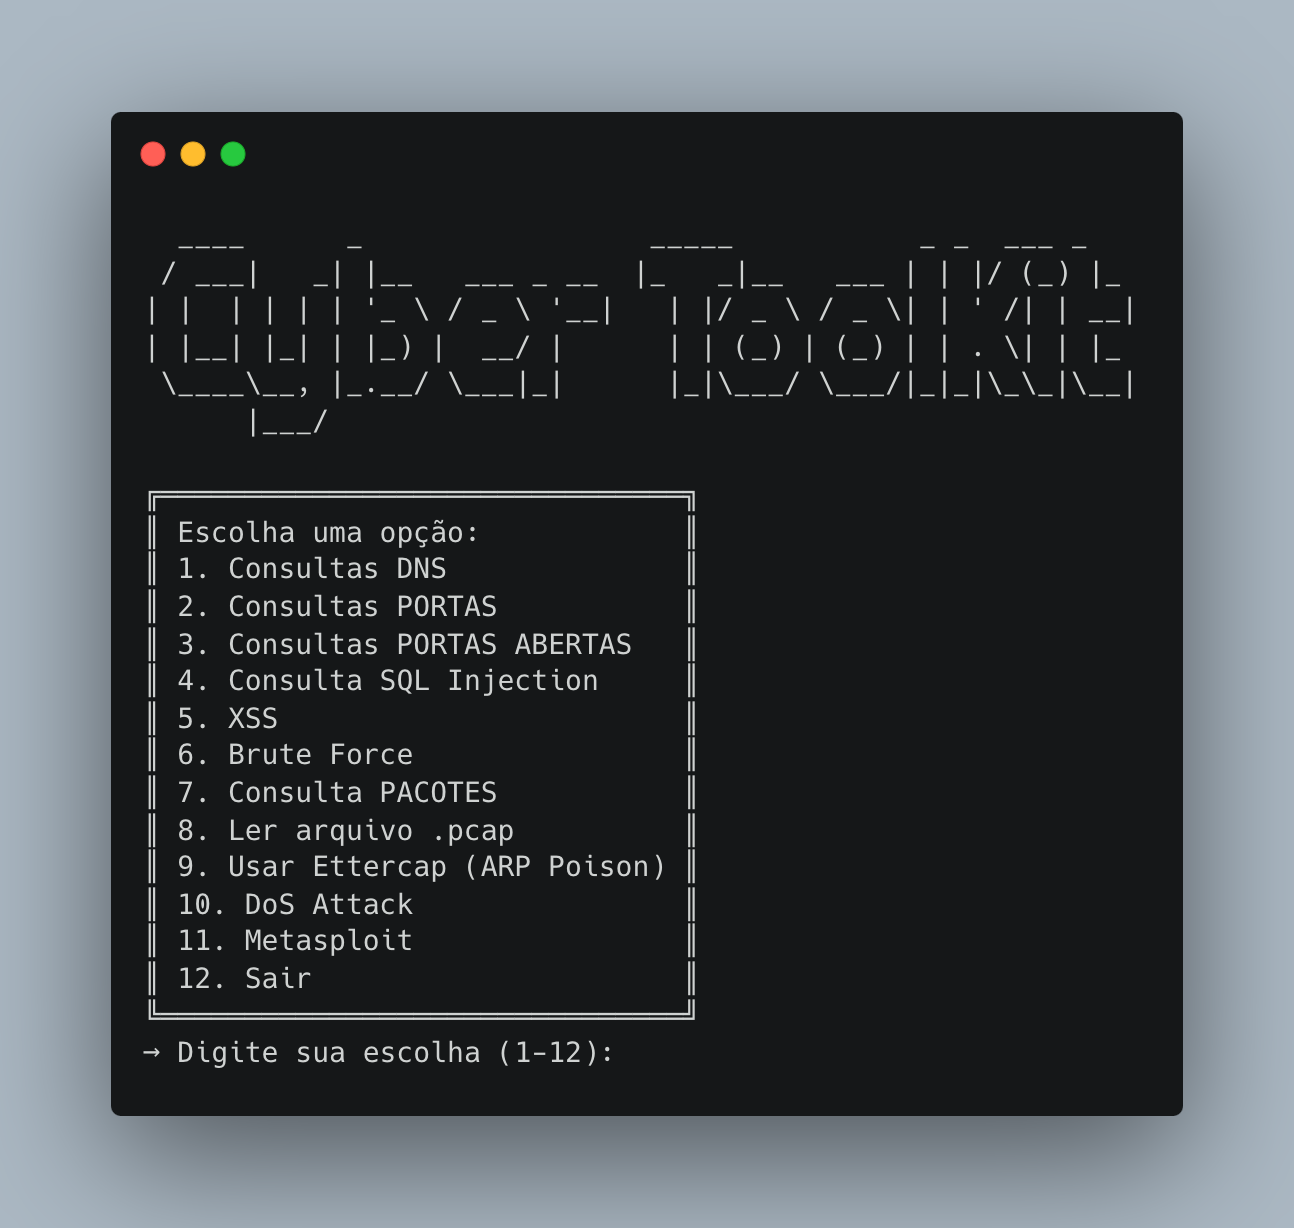 Cyber ToolKit
Escolha uma opção:
1. Consultas DNS
2. Consultas PORTAS
3. Consultas PORTAS ABERTAS
4. Consulta SQL Injection
5. XSS
6. Brute Force
7. Consulta PACOTES
8. Ler arquivo .pcap
9. Usar Ettercap (ARP Poison)
10. DoS Attack
11. Metasploit
12. Sair
→ Digite sua escolha (1-12):